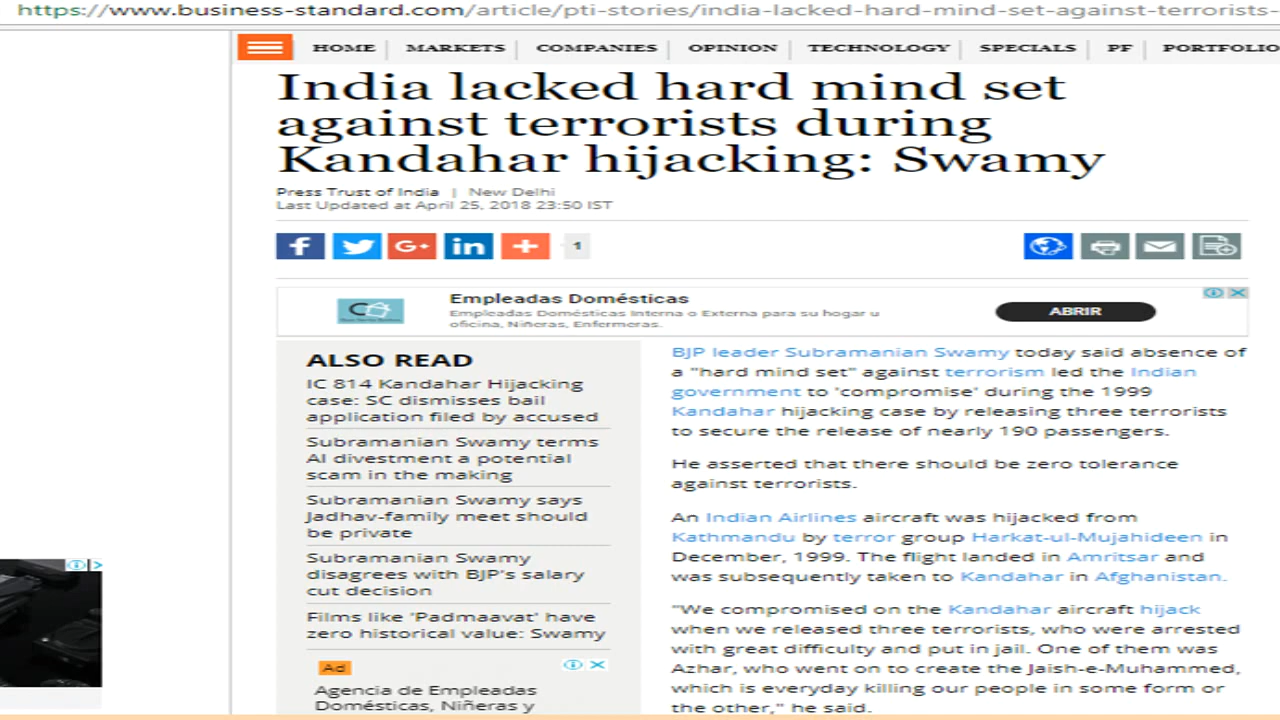 https://www.business-standard.com/article/pti-stories/india-lacked-hard-mind-set-against-terrorists-
HOME MARKETS COMPANIES OPINION TECHNOLOGY SPECIALS PF PORTFOLIO
India lacked hard mind set
against terrorists during
Kandahar hijacking: Swamy
Press Trust of India | New Delhi
Last Updated at April 25, 2018 23:50 IST
f G+ in + 1
Empleadas Domésticas
Empleadas Domésticas Interna o Externa para su hogar u
oficina, Niñeras, Enfermeras.
ABRIR
ALSO READ
IC 814 Kandahar Hijacking
case: SC dismisses bail
application filed by accused
Subramanian Swamy terms
AI divestment a potential
scam in the making
Subramanian Swamy says
Jadhav-family meet should
be private
Subramanian Swamy
disagrees with BJP's salary
cut decision
Films like 'Padmaavat' have
zero historical value: Swamy
Ad
Agencia de Empleadas
Domésticas, Niñeras y
BJP leader Subramanian Swamy today said absence of
a "hard mind set" against terrorism led the Indian
government to 'compromise' during the 1999
Kandahar hijacking case by releasing three terrorists
to secure the release of nearly 190 passengers.
He asserted that there should be zero tolerance
against terrorists.
An Indian Airlines aircraft was hijacked from
Kathmandu by terror group Harkat-ul-Mujahideen in
December, 1999. The flight landed in Amritsar and
was subsequently taken to Kandahar in Afghanistan.
"We compromised on the Kandahar aircraft hijack
when we released three terrorists, who were arrested
with great difficulty and put in jail. One of them was
Azhar, who went on to create the Jaish-e-Muhammed,
which is everyday killing our people in some form or
the other," he said.